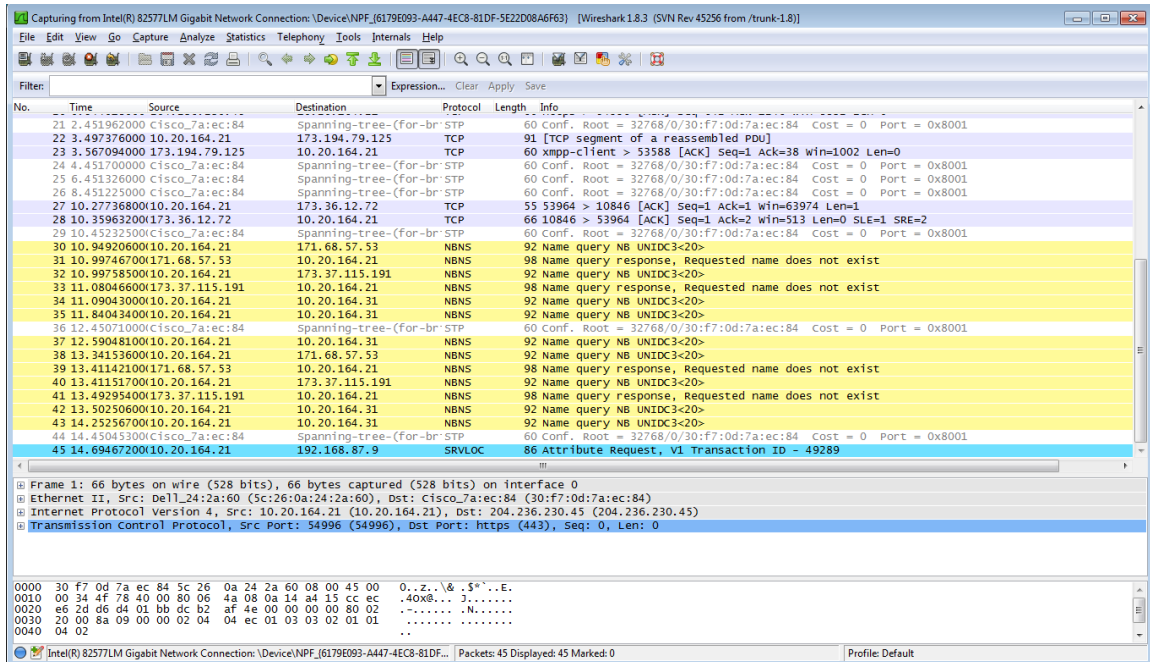 Capturing from Intel(R) 82577LM Gigabit Network Connection: \Device\NPF_{6179E093-A447-4EC8-81DF-5E22D08A6F63} [Wireshark 1.8.3 (SVN Rev 45256 from /trunk-1.8)]
File Edit View Go Capture Analyze Statistics Telephony Tools Internals Help
Filter: Expression... Clear Apply Save
No. Time Source Destination Protocol Length Info
21 2.451962000 Cisco_7a:ec:84 Spanning-tree-(for-br STP 60 Conf. Root = 32768/0/30:f7:0d:7a:ec:84 Cost = 0 Port = 0x8001
22 3.497376000 10.20.164.21 173.194.79.125 TCP 91 [TCP segment of a reassembled PDU]
23 3.567094000 173.194.79.125 10.20.164.21 TCP 60 xmpp-client > 53588 [ACK] Seq=1 Ack=38 Win=1002 Len=0
24 4.451700000 Cisco_7a:ec:84 Spanning-tree-(for-br STP 60 Conf. Root = 32768/0/30:f7:0d:7a:ec:84 Cost = 0 Port = 0x8001
25 6.451326000 Cisco_7a:ec:84 Spanning-tree-(for-br STP 60 Conf. Root = 32768/0/30:f7:0d:7a:ec:84 Cost = 0 Port = 0x8001
26 8.451225000 Cisco_7a:ec:84 Spanning-tree-(for-br STP 60 Conf. Root = 32768/0/30:f7:0d:7a:ec:84 Cost = 0 Port = 0x8001
27 10.27736800(10.20.164.21 173.36.12.72 TCP 55 53964 > 10846 [ACK] Seq=1 Ack=1 Win=63974 Len=1
28 10.35963200(173.36.12.72 10.20.164.21 TCP 66 10846 > 53964 [ACK] Seq=1 Ack=2 Win=513 Len=0 SLE=1 SRE=2
29 10.45232500(Cisco_7a:ec:84 Spanning-tree-(for-br STP 60 Conf. Root = 32768/0/30:f7:0d:7a:ec:84 Cost = 0 Port = 0x8001
30 10.94920600(10.20.164.21 171.68.57.53 NBNS 92 Name query NB UNIDC3<20>
31 10.99746700(171.68.57.53 10.20.164.21 NBNS 98 Name query response, Requested name does not exist
32 10.99758500(10.20.164.21 173.37.115.191 NBNS 92 Name query NB UNIDC3<20>
33 11.08046600(173.37.115.191 10.20.164.21 NBNS 98 Name query response, Requested name does not exist
34 11.09043000(10.20.164.21 10.20.164.31 NBNS 92 Name query NB UNIDC3<20>
35 11.84043400(10.20.164.21 10.20.164.31 NBNS 92 Name query NB UNIDC3<20>
36 12.45071000(Cisco_7a:ec:84 Spanning-tree-(for-br STP 60 Conf. Root = 32768/0/30:f7:0d:7a:ec:84 Cost = 0 Port = 0x8001
37 12.59048100(10.20.164.21 10.20.164.31 NBNS 92 Name query NB UNIDC3<20>
38 13.34153600(10.20.164.21 171.68.57.53 NBNS 92 Name query NB UNIDC3<20>
39 13.41142100(171.68.57.53 10.20.164.21 NBNS 98 Name query response, Requested name does not exist
40 13.41151700(10.20.164.21 173.37.115.191 NBNS 92 Name query NB UNIDC3<20>
41 13.49295400(173.37.115.191 10.20.164.21 NBNS 98 Name query response, Requested name does not exist
42 13.50250600(10.20.164.21 10.20.164.31 NBNS 92 Name query NB UNIDC3<20>
43 14.25256700(10.20.164.21 10.20.164.31 NBNS 92 Name query NB UNIDC3<20>
44 14.45045300(Cisco_7a:ec:84 Spanning-tree-(for-br STP 60 Conf. Root = 32768/0/30:f7:0d:7a:ec:84 Cost = 0 Port = 0x8001
45 14.69467200(10.20.164.21 192.168.87.9 SRVLOC 86 Attribute Request, V1 Transaction ID - 49289
Frame 1: 66 bytes on wire (528 bits), 66 bytes captured (528 bits) on interface 0
Ethernet II, Src: Dell_24:2a:60 (5c:26:0a:24:2a:60), Dst: Cisco_7a:ec:84 (30:f7:0d:7a:ec:84)
Internet Protocol Version 4, Src: 10.20.164.21 (10.20.164.21), Dst: 204.236.230.45 (204.236.230.45)
Transmission Control Protocol, Src Port: 54996 (54996), Dst Port: https (443), Seq: 0, Len: 0
0000 30 f7 0d 7a ec 84 5c 26 0a 24 2a 60 08 00 45 00 0..z..\& .$*`..E.
0010 00 34 4f 78 40 00 80 06 4a 08 0a 14 a4 15 cc ec .4Ox@... J.......
0020 e6 2d d6 d4 01 bb dc b2 af 4e 00 00 00 00 80 02 .-...... .N......
0030 20 00 8a 09 00 00 02 04 04 ec 01 03 03 02 01 01 ....... ........
0040 04 02 ..
Intel(R) 82577LM Gigabit Network Connection: \Device\NPF_{6179E093-A447-4EC8-81DF... Packets: 45 Displayed: 45 Marked: 0 Profile: Default